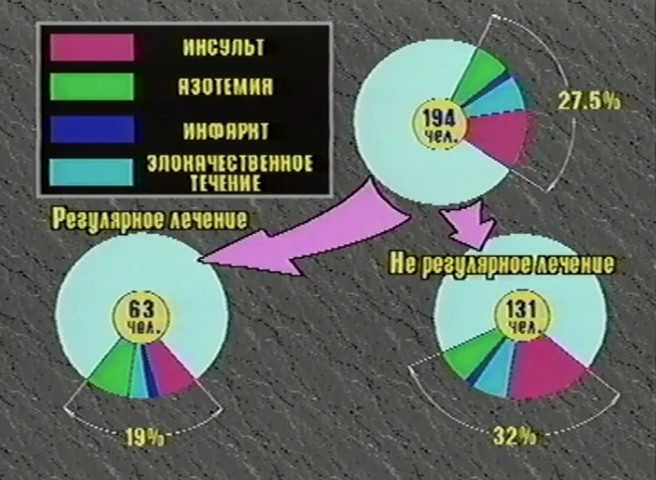 ИНСУЛЬТ
АЗОТЕМИЯ
ИНФАРКТ
ЗЛОКАЧЕСТВЕННОЕ
ТЕЧЕНИЕ
194
чел.
27.5%
Регулярное лечение
Не регулярное лечение
63
чел.
131
чел.
19%
32%